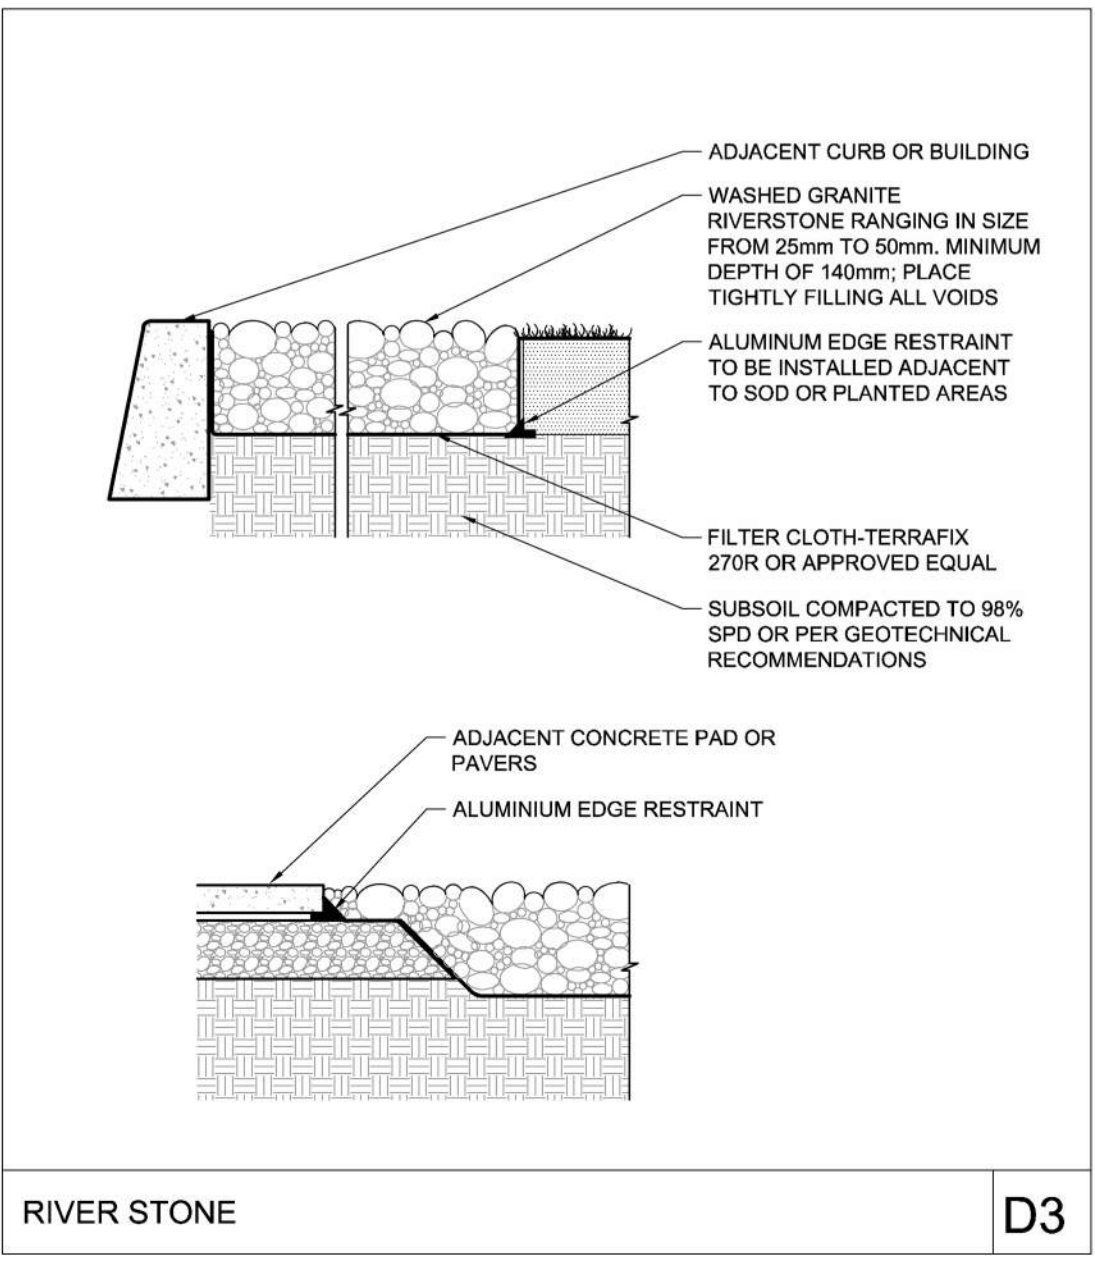 ADJACENT CURB OR BUILDING
WASHED GRANITE
RIVERSTONE RANGING IN SIZE
FROM 25mm TO 50mm. MINIMUM
DEPTH OF 140mm; PLACE
TIGHTLY FILLING ALL VOIDS
ALUMINUM EDGE RESTRAINT
TO BE INSTALLED ADJACENT
TO SOD OR PLANTED AREAS
FILTER CLOTH-TERRAFIX
270R OR APPROVED EQUAL
SUBSOIL COMPACTED TO 98%
SPD OR PER GEOTECHNICAL
RECOMMENDATIONS
ADJACENT CONCRETE PAD OR
PAVERS
ALUMINIUM EDGE RESTRAINT
RIVER STONE
D3